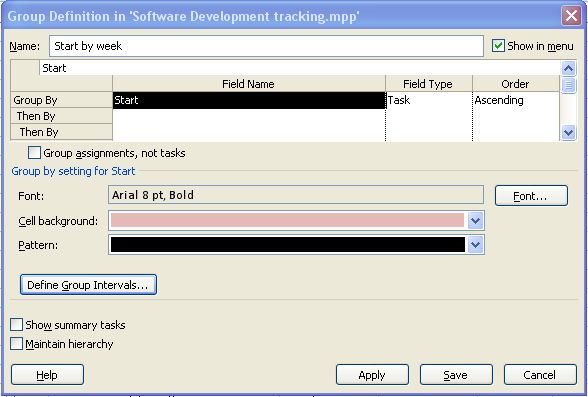 Group Definition in 'Software Development tracking.mpp'
Name: Start by week Show in menu
Start
Field Name Field Type Order
Group By Start Task Ascending
Then By
Then By
Group assignments, not tasks
Group by setting for Start
Font: Arial 8 pt, Bold Font...
Cell background:
Pattern:
Define Group Intervals...
Show summary tasks
Maintain hierarchy
Help Apply Save Cancel